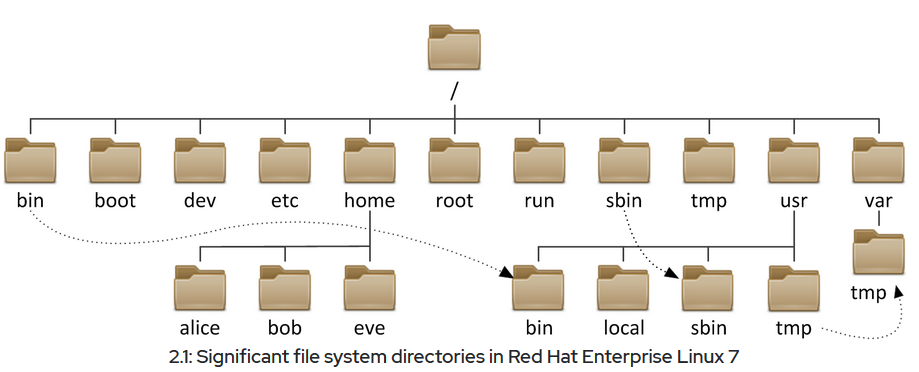 /
bin boot dev etc home root run sbin tmp usr var
tmp
alice bob eve bin local sbin tmp
2.1: Significant file system directories in Red Hat Enterprise Linux 7